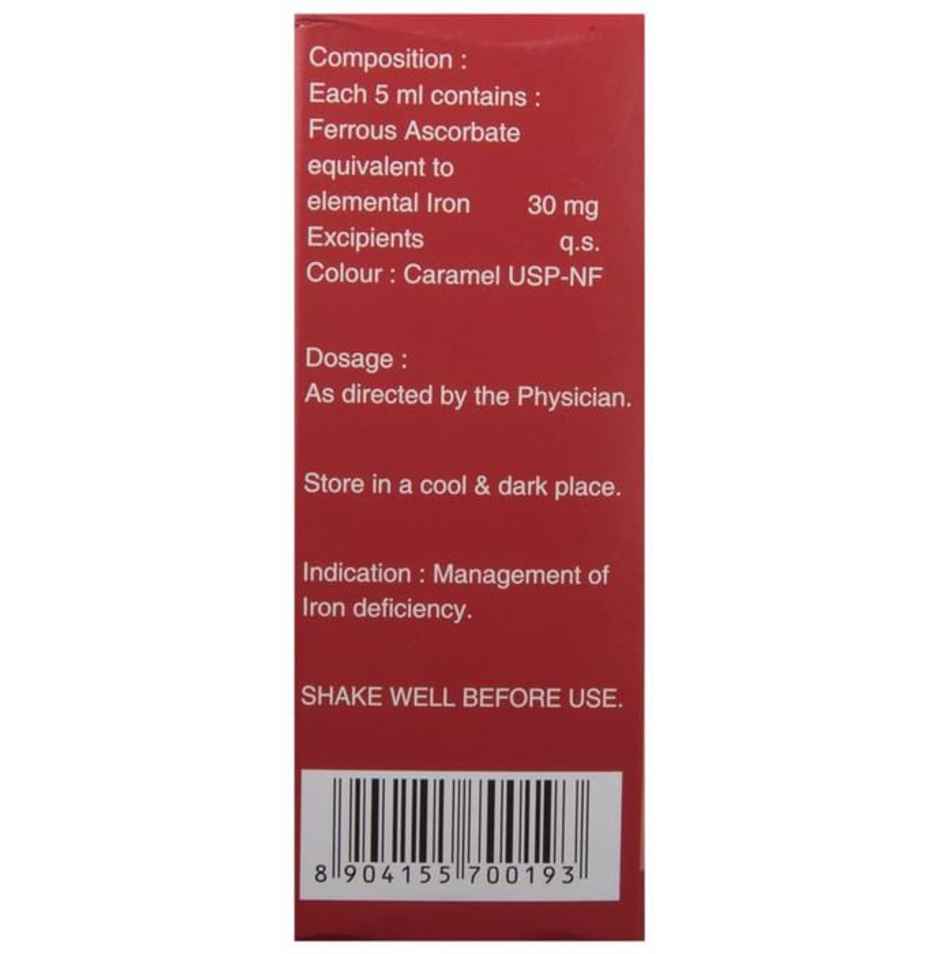 Composition :
Each 5 ml contains :
Ferrous Ascorbate
equivalent to
elemental Iron 30 mg
Excipients q.s.
Colour : Caramel USP-NF
Dosage :
As directed by the Physician.
Store in a cool & dark place.
Indication : Management of
Iron deficiency.
SHAKE WELL BEFORE USE.
8 904155 700193